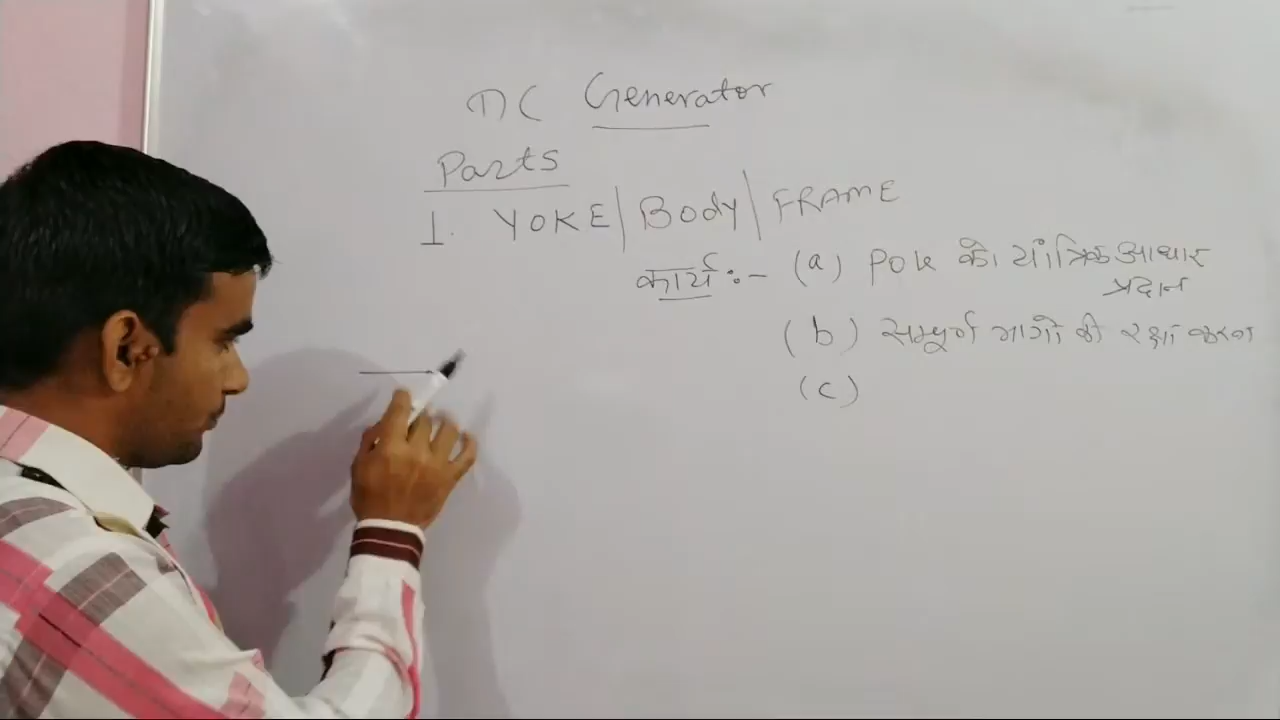 DC Generator
Parts
1. YOKE | Body | FRAME
कार्य :- (a) Pole को यांत्रिक आधार
प्रदान
(b) सम्पूर्ण भागो की रक्षा करना
(c)